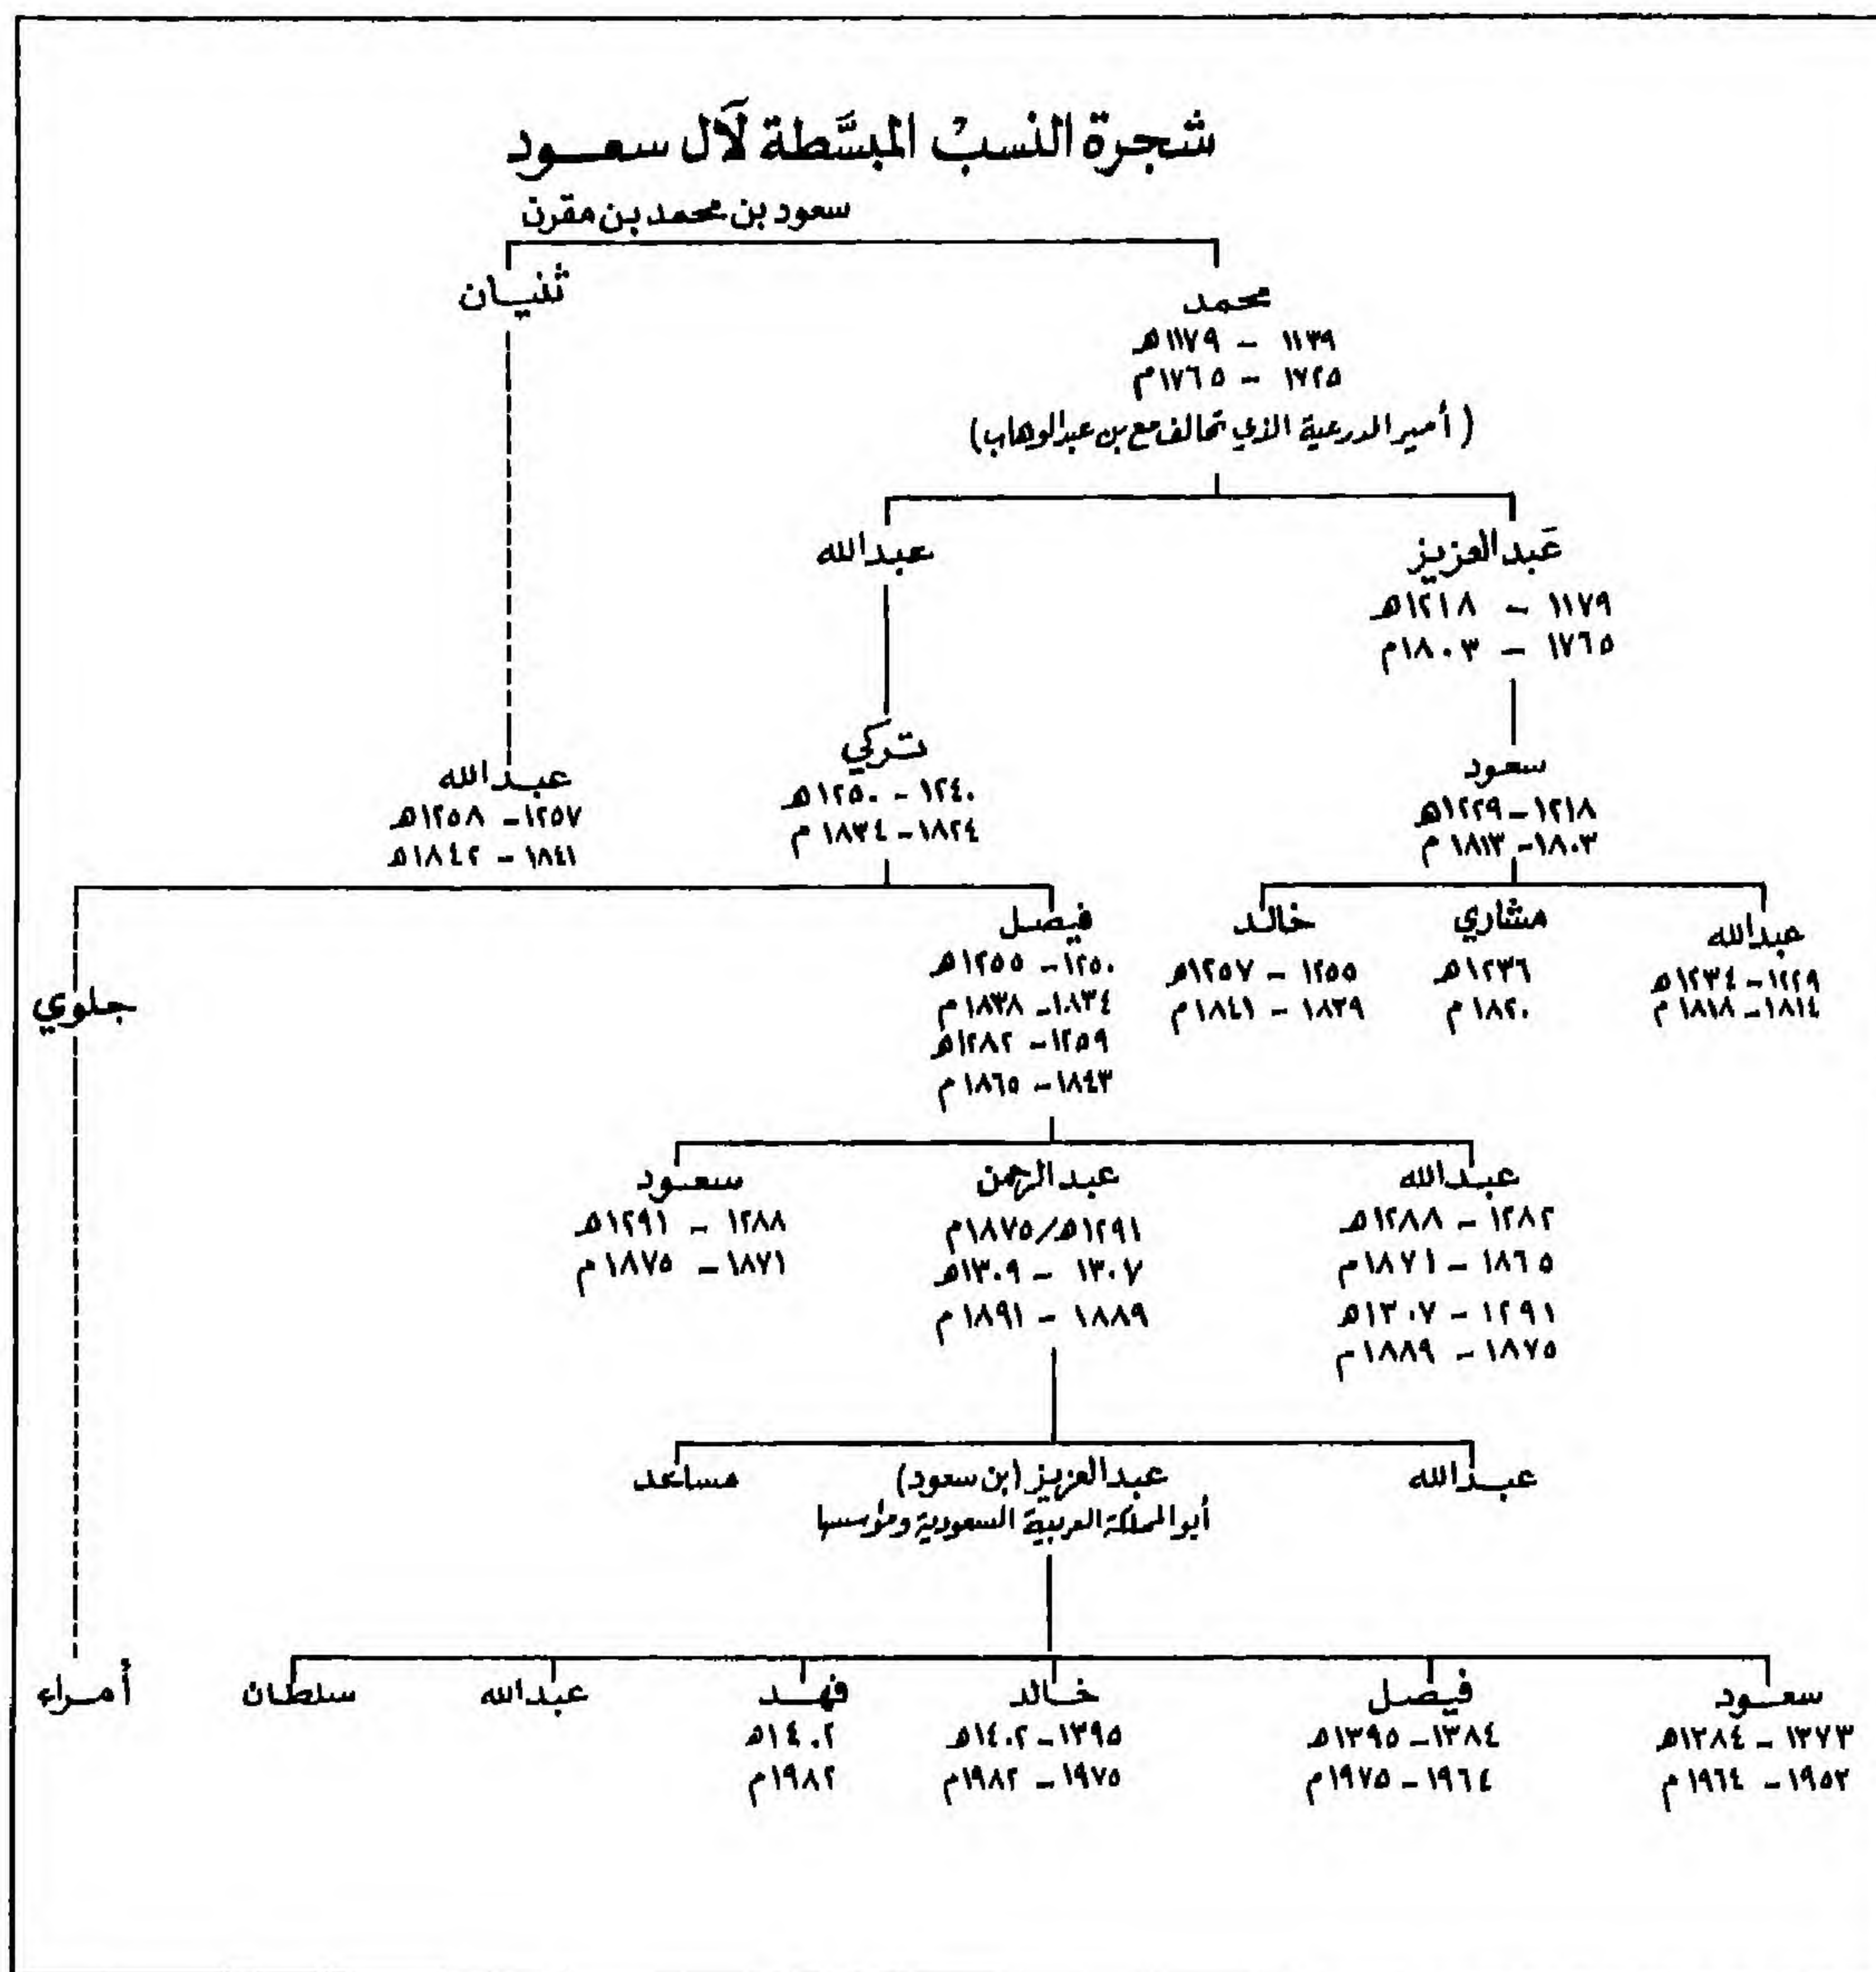 شجرة النسب المبسَّطة لآل سعود
سعود بن محمد بن مقرن
محمد
١١٣٩ - ١١٧٩هـ
١٧٢٥ - ١٧٦٥م
(أمير الدرعية الذي تحالف مع بن عبدالوهاب)
ثنيان
عبدالعزيز
١١٧٩ - ١٢١٨هـ
١٧٦٥ - ١٨٠٣م
عبدالله
سعود
١٢١٨ - ١٢٢٩هـ
١٨٠٣ - ١٨١٣م
تركي
١٢٤٠ - ١٢٥٠هـ
١٨٢٤ - ١٨٣٤م
عبدالله
١٢٥٧ - ١٢٥٨هـ
١٨٤١ - ١٨٤٢هـ
عبدالله
١٢٢٩ - ١٢٣٤هـ
١٨١٤ - ١٨١٨م
مشاري
١٢٣٦هـ
١٨٢٠م
خالد
١٢٥٥ - ١٢٥٧هـ
١٨٣٩ - ١٨٤١م
فيصل
١٢٥٠ - ١٢٥٥هـ
١٨٣٤ - ١٨٣٨م
١٢٥٩ - ١٢٨٢هـ
١٨٤٣ - ١٨٦٥م
جلوي
عبدالله
١٢٨٢ - ١٢٨٨هـ
١٨٦٥ - ١٨٧١م
١٢٩١ - ١٣٠٧هـ
١٨٧٥ - ١٨٨٩م
عبدالرحمن
١٢٩١هـ/١٨٧٥م
١٣٠٧ - ١٣٠٩هـ
١٨٨٩ - ١٨٩١م
سعود
١٢٨٨ - ١٢٩١هـ
١٨٧١ - ١٨٧٥م
عبدالله
عبدالعزيز (ابن سعود)
أبو المملكة العربية السعودية ومؤسسها
مساعد
سعود
١٣٧٣ - ١٣٨٤هـ
١٩٥٣ - ١٩٦٤م
فيصل
١٣٨٤ - ١٣٩٥هـ
١٩٦٤ - ١٩٧٥م
خالد
١٣٩٥ - ١٤٠٢هـ
١٩٧٥ - ١٩٨٢م
فهد
١٤٠٢هـ
١٩٨٢م
عبدالله
سلطان
أمراء